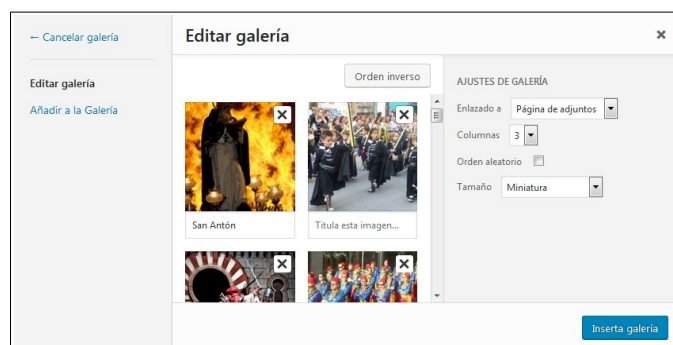 ← Cancelar galería
Editar galería
Añadir a la Galería
Editar galería
Orden inverso
San Antón
Titula esta imagen...
AJUSTES DE GALERÍA
Enlazado a Página de adjuntos
Columnas 3
Orden aleatorio
Tamaño Miniatura
Inserta galería